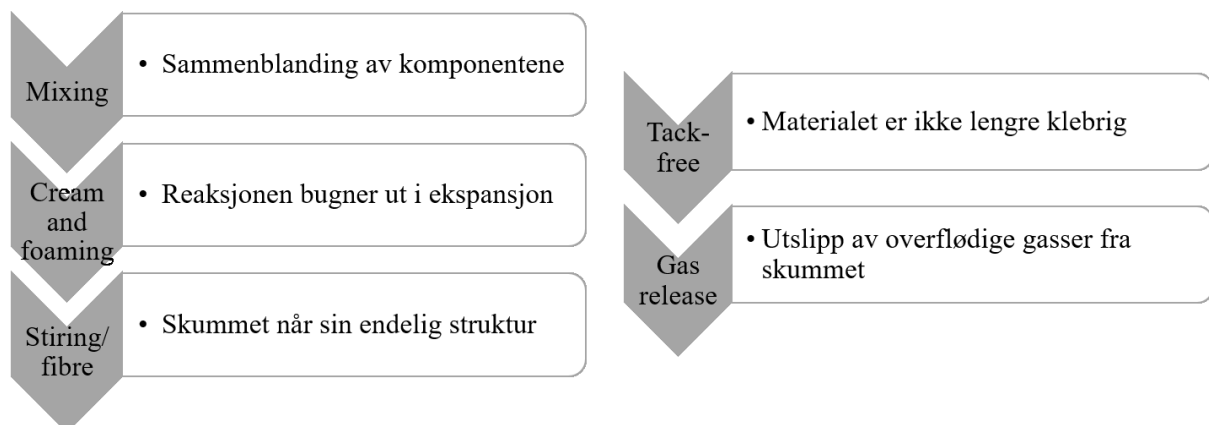 Mixing
• Sammenblanding av komponentene
Cream
and
foaming
• Reaksjonen bugner ut i ekspansjon
Stiring/
fibre
• Skummet når sin endelig struktur
Tack-
free
• Materialet er ikke lengre klebrig
Gas
release
• Utslipp av overflødige gasser fra
skummet